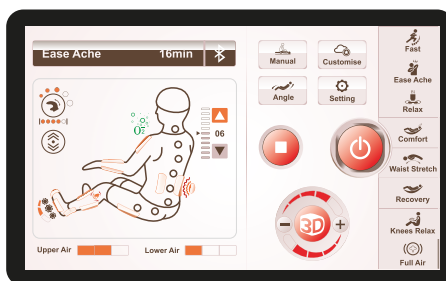 Ease Ache 16min
O2
06
Upper Air
Lower Air
Manual
Customise
Angle
Setting
3D
Fast
Ease Ache
Relax
Comfort
Waist Stretch
Recovery
Knees Relax
Full Air